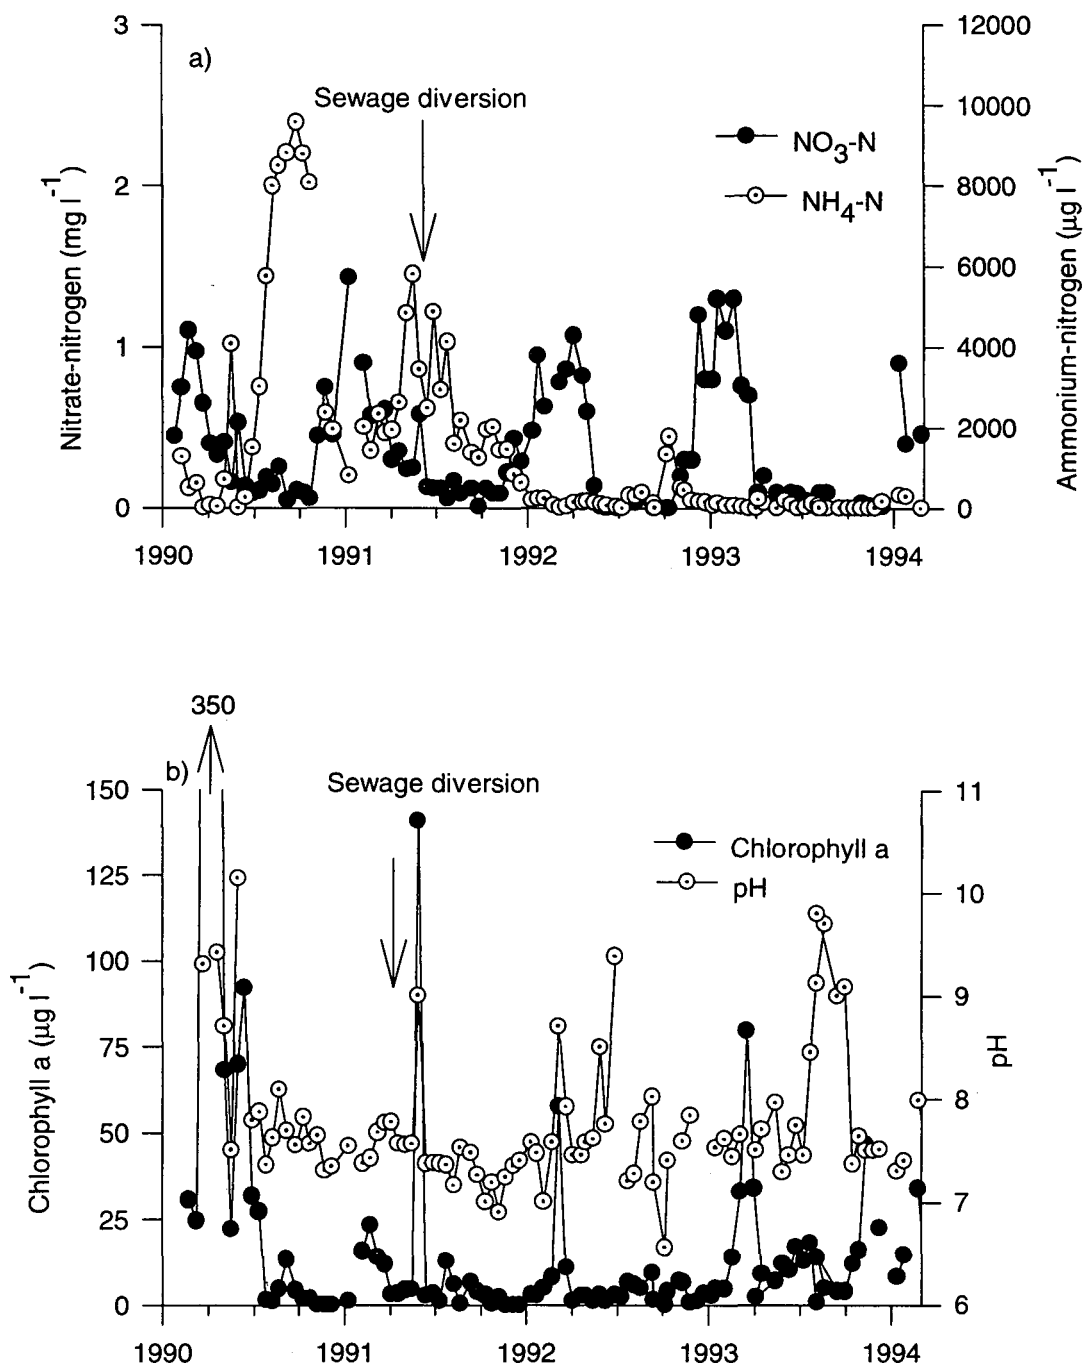 a)
Sewage diversion
NO3-N
NH4-N
Nitrate-nitrogen (mg l-1)
3
2
1
0
Ammonium-nitrogen (µg l-1)
12000
10000
8000
6000
4000
2000
0
1990 1991 1992 1993 1994
350
b)
Sewage diversion
Chlorophyll a
pH
Chlorophyll a (µg l-1)
150
125
100
75
50
25
0
pH
11
10
9
8
7
6
1990 1991 1992 1993 1994